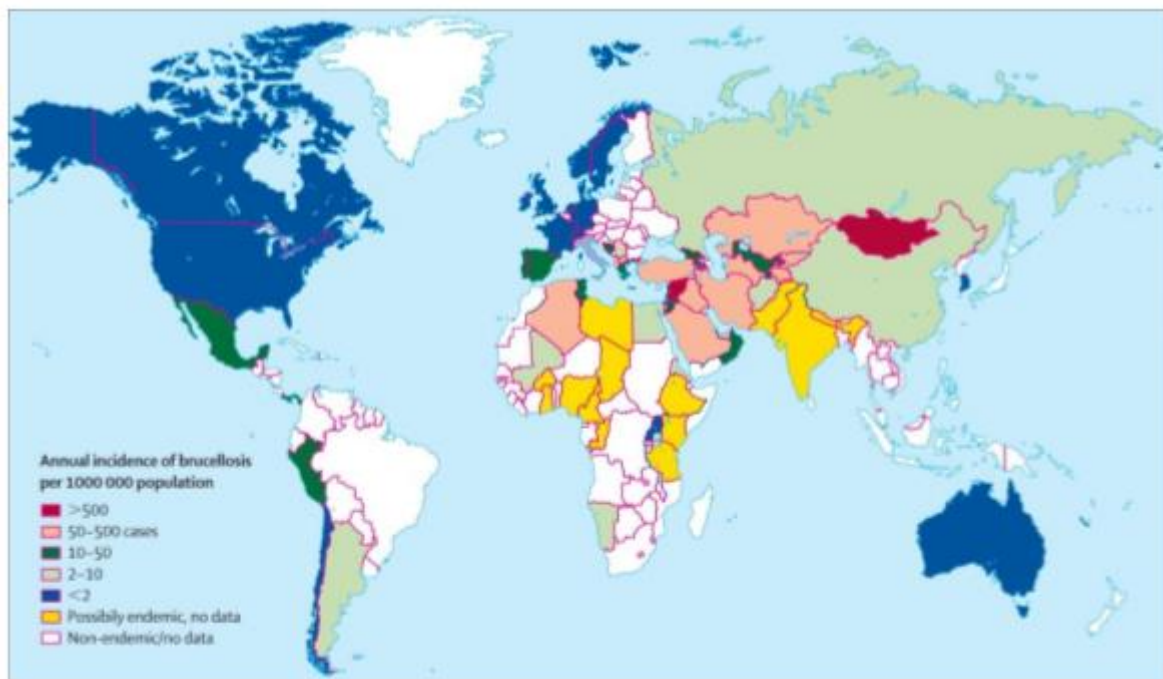 Annual incidence of brucellosis
per 1000 000 population
>500
50–500 cases
10–50
2–10
<2
Possibily endemic, no data
Non-endemic/no data